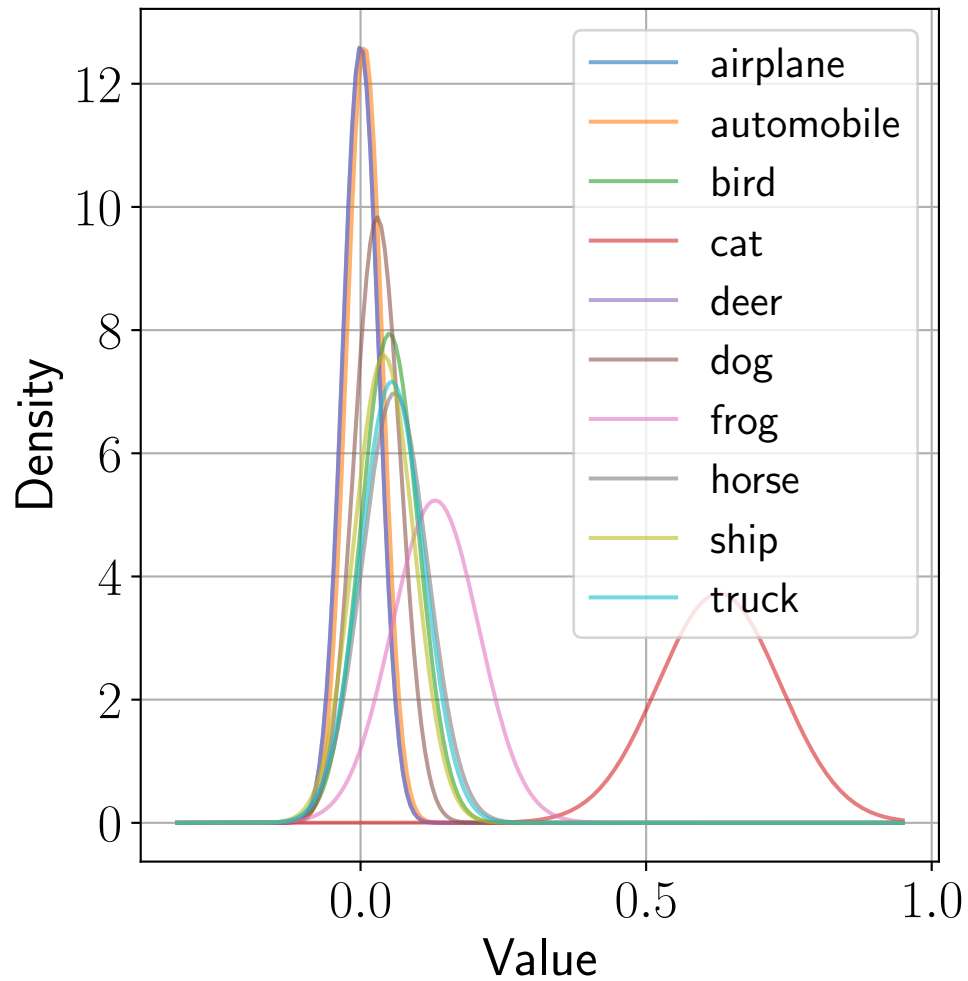 airplane
automobile
bird
cat
deer
dog
frog
horse
ship
truck
12
10
8
6
4
2
0
Density
0.0 0.5 1.0
Value